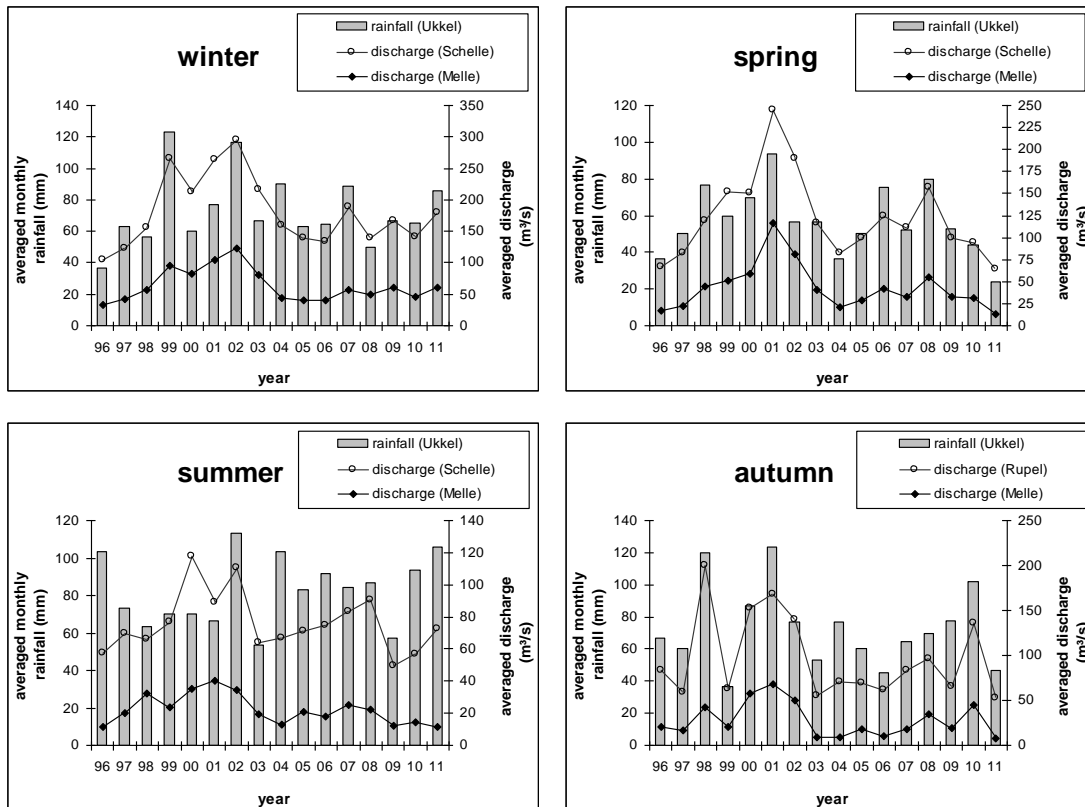 winter
rainfall (Ukkel)
discharge (Schelle)
discharge (Melle)
averaged monthly
rainfall (mm)
140
120
100
80
60
40
20
0
350
300
250
200
150
100
50
0
averaged discharge
(m³/s)
96 97 98 99 00 01 02 03 04 05 06 07 08 09 10 11
year
spring
rainfall (Ukkel)
discharge (Schelle)
discharge (Melle)
averaged monthly
rainfall (mm)
120
100
80
60
40
20
0
250
225
200
175
150
125
100
75
50
25
0
averaged discharge
(m³/s)
96 97 98 99 00 01 02 03 04 05 06 07 08 09 10 11
year
summer
rainfall (Ukkel)
discharge (Schelle)
discharge (Melle)
averaged monthly
rainfall (mm)
120
100
80
60
40
20
0
140
120
100
80
60
40
20
0
averaged discharge
(m³/s)
96 97 98 99 00 01 02 03 04 05 06 07 08 09 10 11
year
autumn
rainfall (Ukkel)
discharge (Rupel)
discharge (Melle)
averaged monthly
rainfall (mm)
140
120
100
80
60
40
20
0
250
200
150
100
50
0
averaged discharge
(m³/s)
96 97 98 99 00 01 02 03 04 05 06 07 08 09 10 11
year